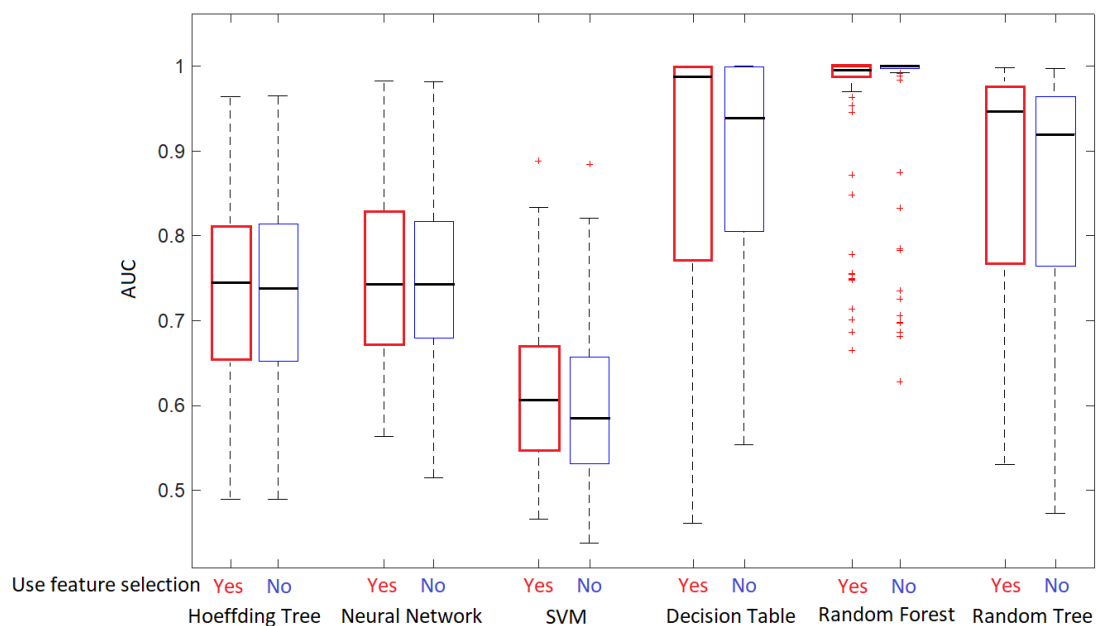 1
0.9
0.8
0.7
0.6
0.5
AUC
Use feature selection Yes No Yes No Yes No Yes No Yes No Yes No
Hoeffding Tree Neural Network SVM Decision Table Random Forest Random Tree